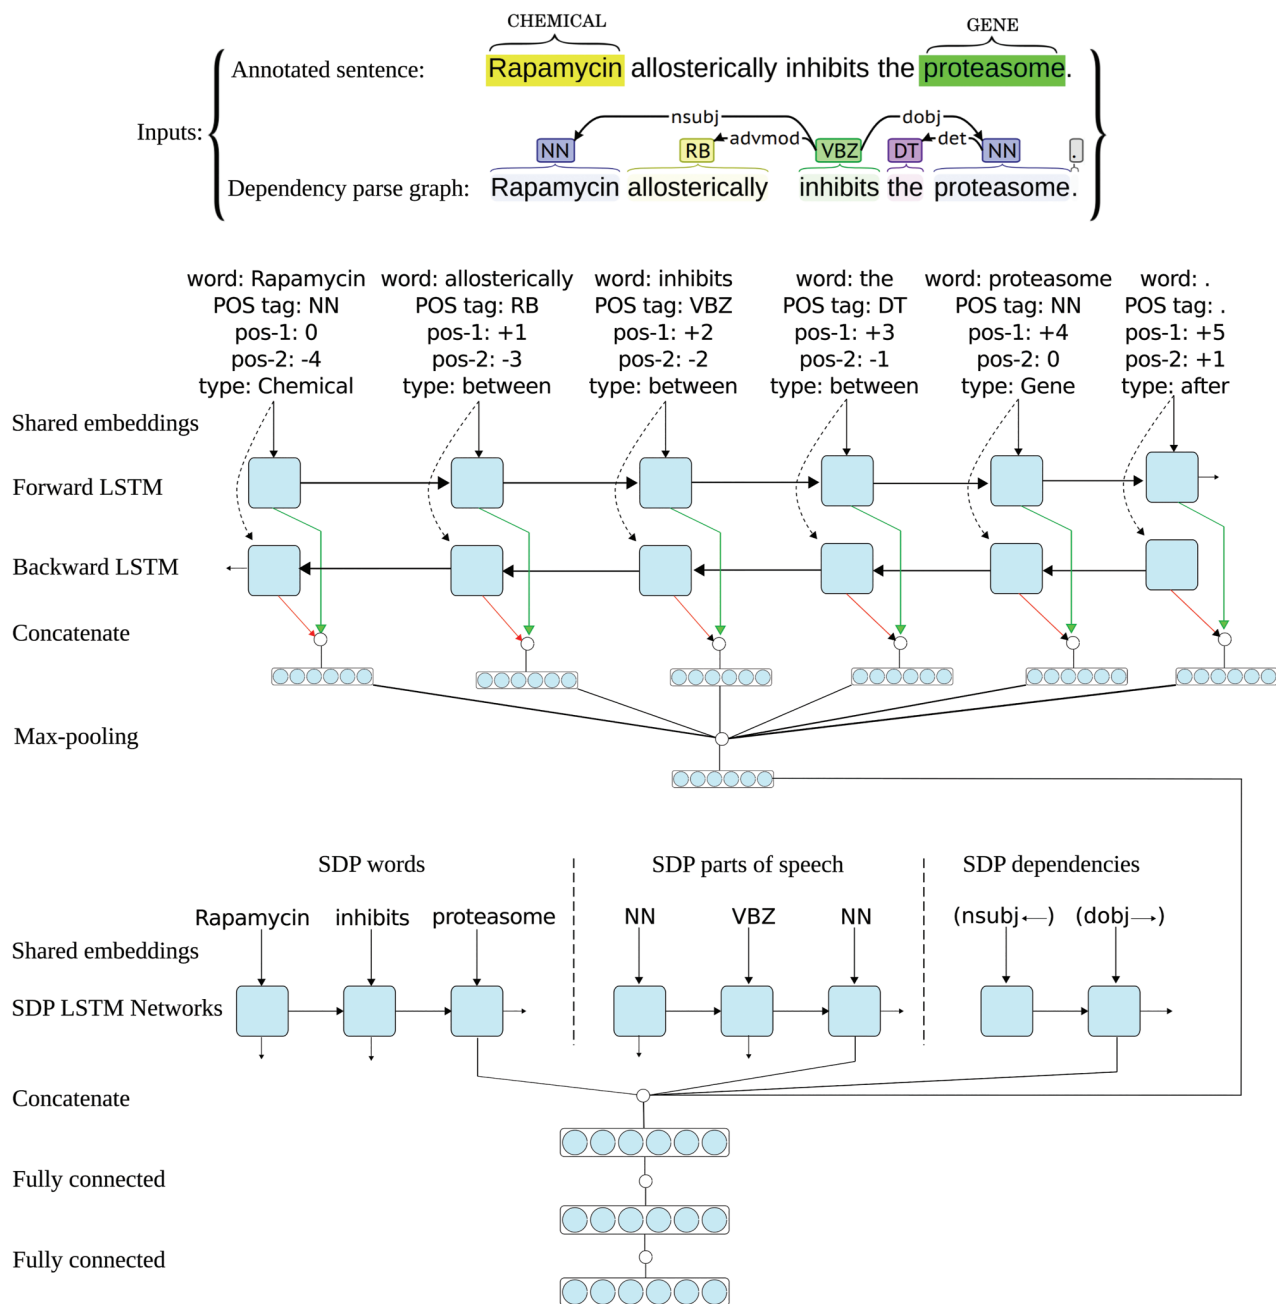 CHEMICAL GENE
Annotated sentence: Rapamycin allosterically inhibits the proteasome.
Inputs:
nsubj dobj
advmod det
NN RB VBZ DT NN .
Dependency parse graph: Rapamycin allosterically inhibits the proteasome.
word: Rapamycin word: allosterically word: inhibits word: the word: proteasome word: .
POS tag: NN POS tag: RB POS tag: VBZ POS tag: DT POS tag: NN POS tag: .
pos-1: 0 pos-1: +1 pos-1: +2 pos-1: +3 pos-1: +4 pos-1: +5
pos-2: -4 pos-2: -3 pos-2: -2 pos-2: -1 pos-2: 0 pos-2: +1
type: Chemical type: between type: between type: between type: Gene type: after
Shared embeddings
Forward LSTM
Backward LSTM
Concatenate
Max-pooling
SDP words SDP parts of speech SDP dependencies
Rapamycin inhibits proteasome NN VBZ NN (nsubj←) (dobj→)
Shared embeddings
SDP LSTM Networks
Concatenate
Fully connected
Fully connected